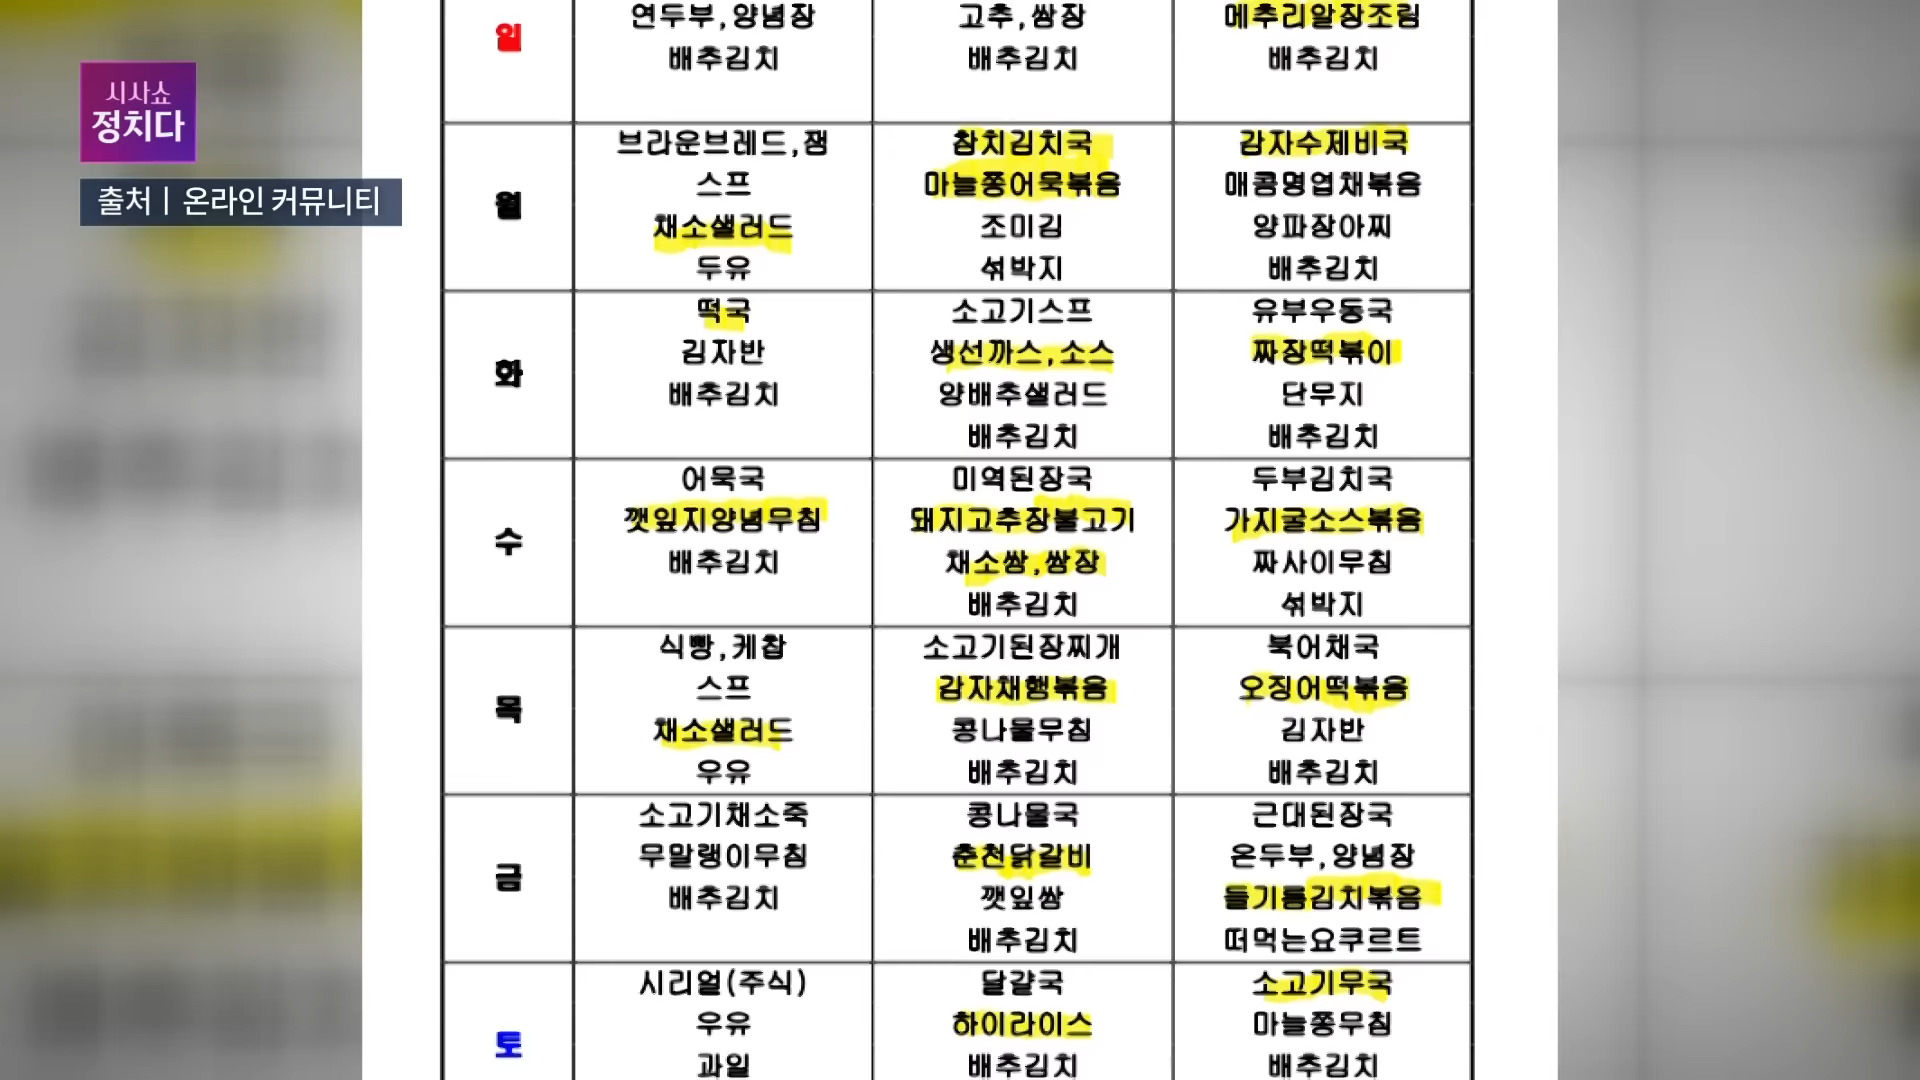 시사쇼
정치다
출처 | 온라인 커뮤니티
일
연두부,양념장
배추김치
고추,쌈장
배추김치
메추리알장조림
배추김치
월
브라운브레드,잼
스프
채소샐러드
두유
참치김치국
마늘쫑어묵볶음
조미김
섞박지
감자수제비국
매콤명엽채볶음
양파장아찌
배추김치
화
떡국
김자반
배추김치
소고기스프
생선까스,소스
양배추샐러드
배추김치
유부우동국
짜장떡볶이
단무지
배추김치
수
어묵국
깻잎지양념무침
배추김치
미역된장국
돼지고추장불고기
채소쌈,쌈장
배추김치
두부김치국
가지굴소스볶음
짜사이무침
섞박지
목
식빵,케찹
스프
채소샐러드
우유
소고기된장찌개
감자채햄볶음
콩나물무침
배추김치
북어채국
오징어떡볶음
김자반
배추김치
금
소고기채소죽
무말랭이무침
배추김치
콩나물국
춘천닭갈비
깻잎쌈
배추김치
근대된장국
온두부,양념장
들기름김치볶음
떠먹는요쿠르트
토
시리얼(주식)
우유
과일
달걀국
하이라이스
배추김치
소고기무국
마늘쫑무침
배추김치